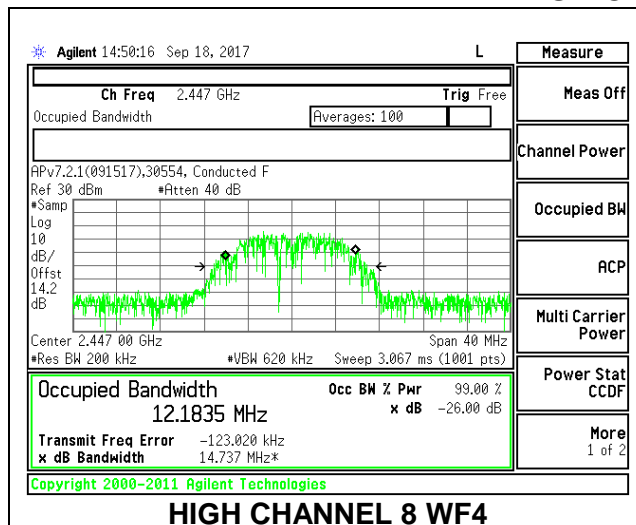 Agilent 14:50:16 Sep 18, 2017 L
Measure
Ch Freq 2.447 GHz Trig Free
Meas Off
Occupied Bandwidth Averages: 100
Channel Power
APv7.2.1(091517),30554, Conducted F
Ref 30 dBm #Atten 40 dB
#Samp
Occupied BW
Log
10
dB/
Offst
ACP
14.2
dB
Multi Carrier
Power
Center 2.447 00 GHz Span 40 MHz
#Res BW 200 kHz #VBW 620 kHz Sweep 3.067 ms (1001 pts)
Power Stat
CCDF
Occupied Bandwidth Occ BW % Pwr 99.00 %
12.1835 MHz x dB -26.00 dB
Transmit Freq Error -123.020 kHz
x dB Bandwidth 14.737 MHz*
More
1 of 2
Copyright 2000-2011 Agilent Technologies
HIGH CHANNEL 8 WF4